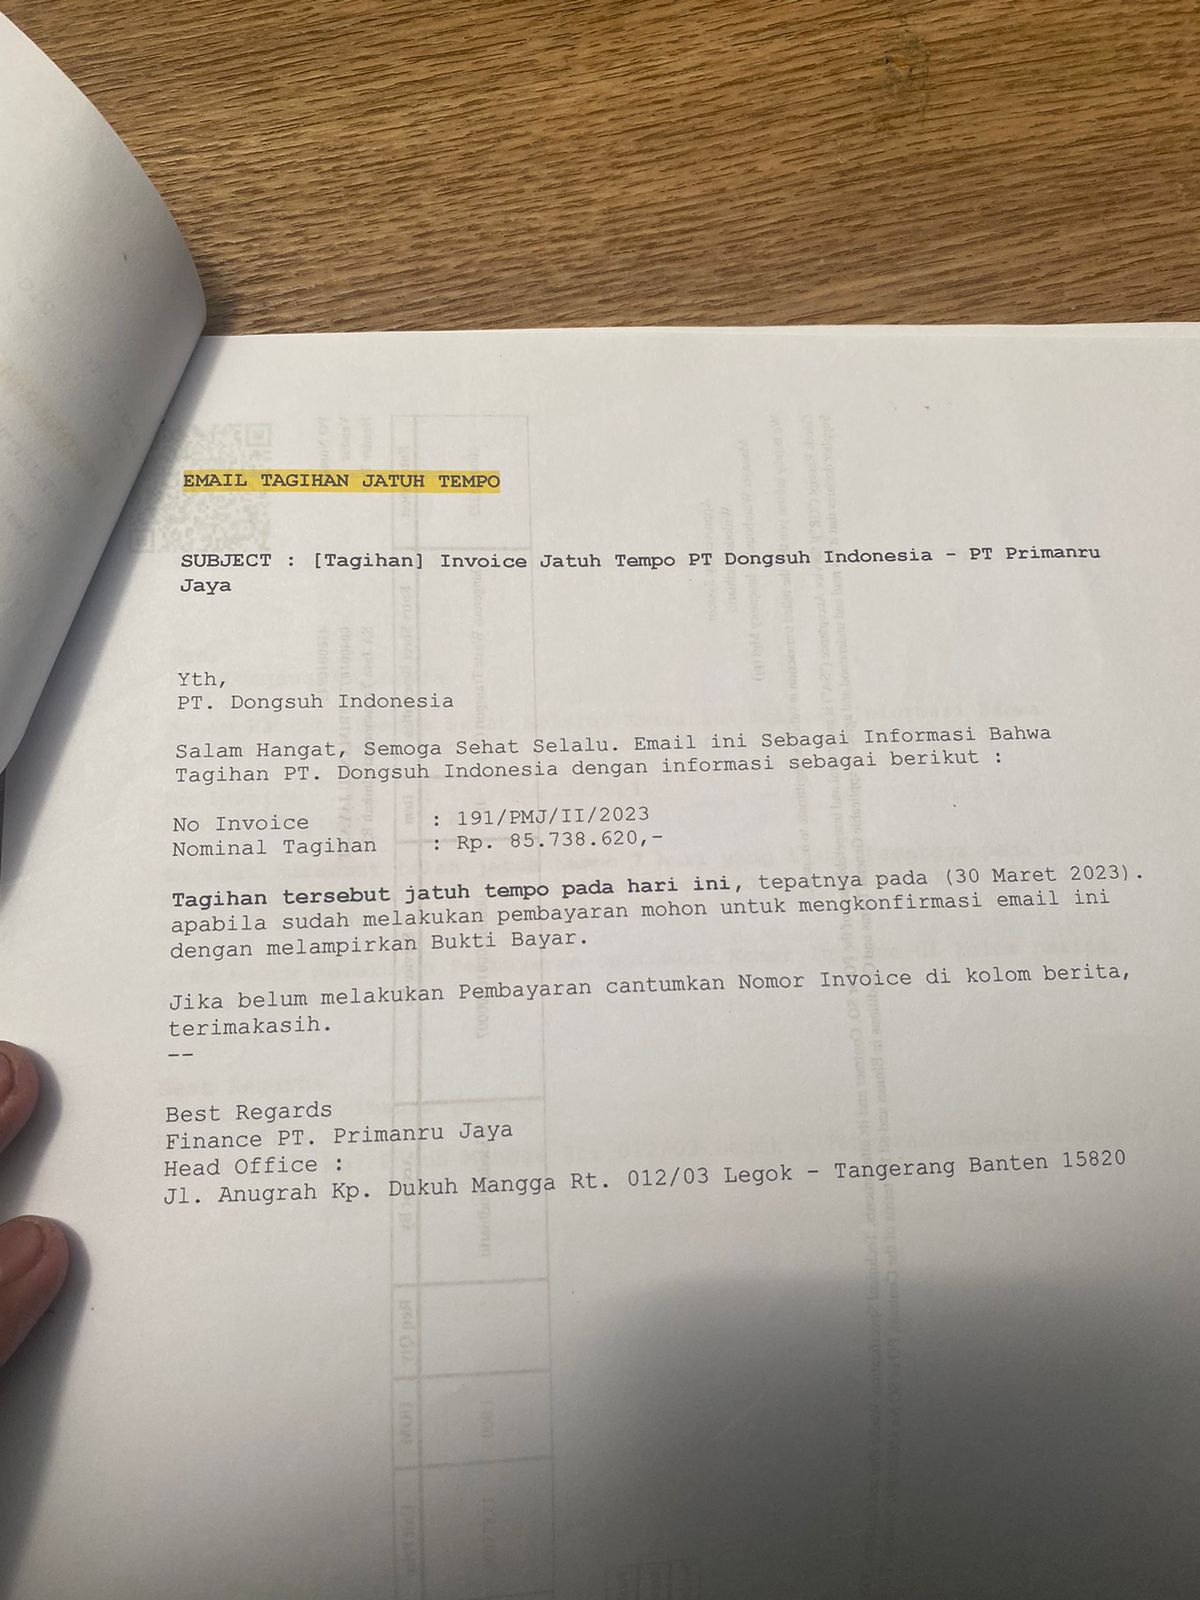 EMAIL TAGIHAN JATUH TEMPO
SUBJECT : [Tagihan] Invoice Jatuh Tempo PT Dongsuh Indonesia - PT Primanru
Jaya
Yth,
PT. Dongsuh Indonesia
Salam Hangat, Semoga Sehat Selalu. Email ini Sebagai Informasi Bahwa
Tagihan PT. Dongsuh Indonesia dengan informasi sebagai berikut :
No Invoice : 191/PMJ/II/2023
Nominal Tagihan : Rp. 85.738.620,-
Tagihan tersebut jatuh tempo pada hari ini, tepatnya pada (30 Maret 2023).
apabila sudah melakukan pembayaran mohon untuk mengkonfirmasi email ini
dengan melampirkan Bukti Bayar.
Jika belum melakukan Pembayaran cantumkan Nomor Invoice di kolom berita,
terimakasih.
--
Best Regards
Finance PT. Primanru Jaya
Head Office :
Jl. Anugrah Kp. Dukuh Mangga Rt. 012/03 Legok - Tangerang Banten 15820